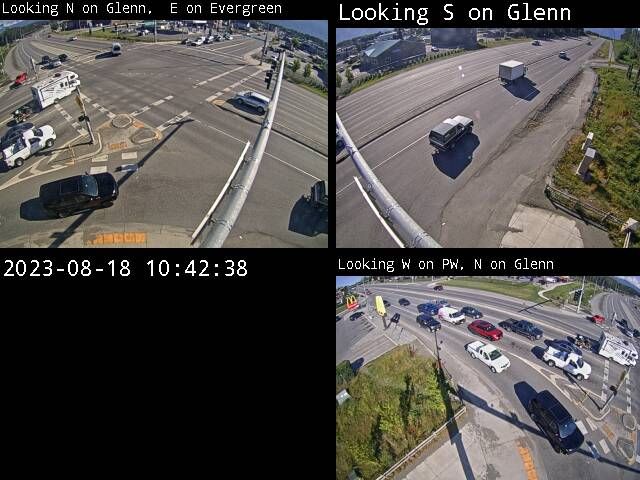 Looking N on Glenn,  E on Evergreen
Looking S on Glenn
2023-08-18 10:42:38
Looking W on PW, N on Glenn